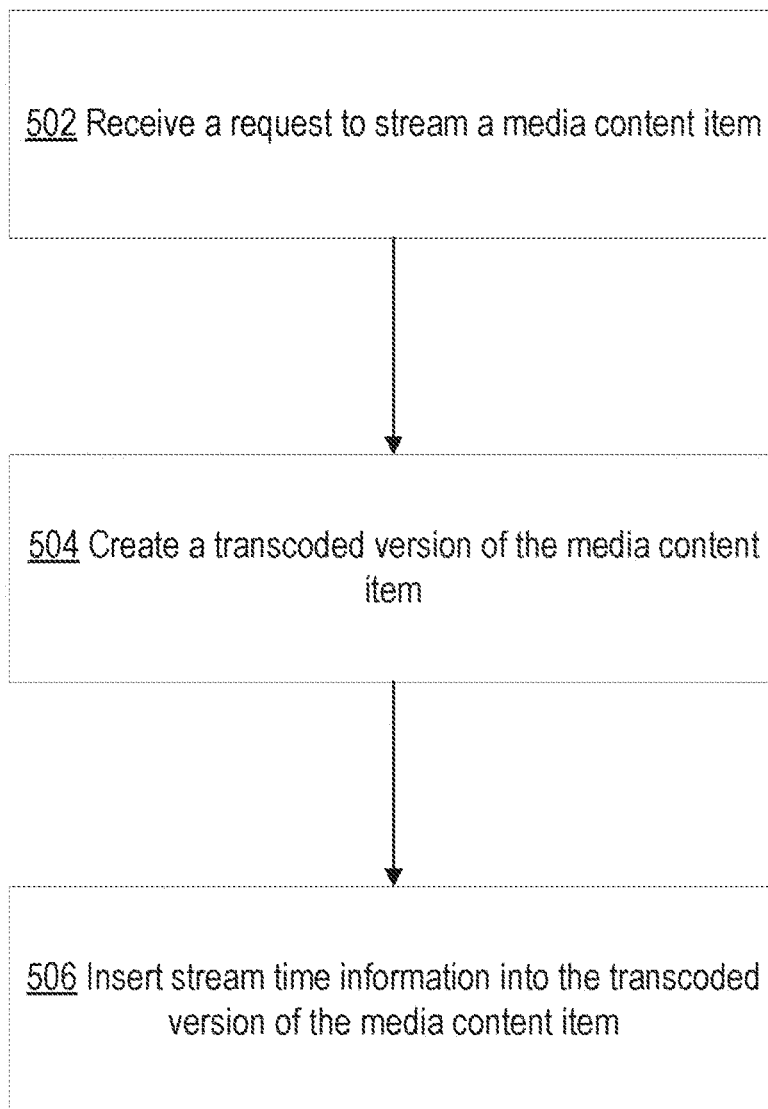 502 Receive a request to stream a media content item
504 Create a transcoded version of the media content
item
506 Insert stream time information into the transcoded
version of the media content item